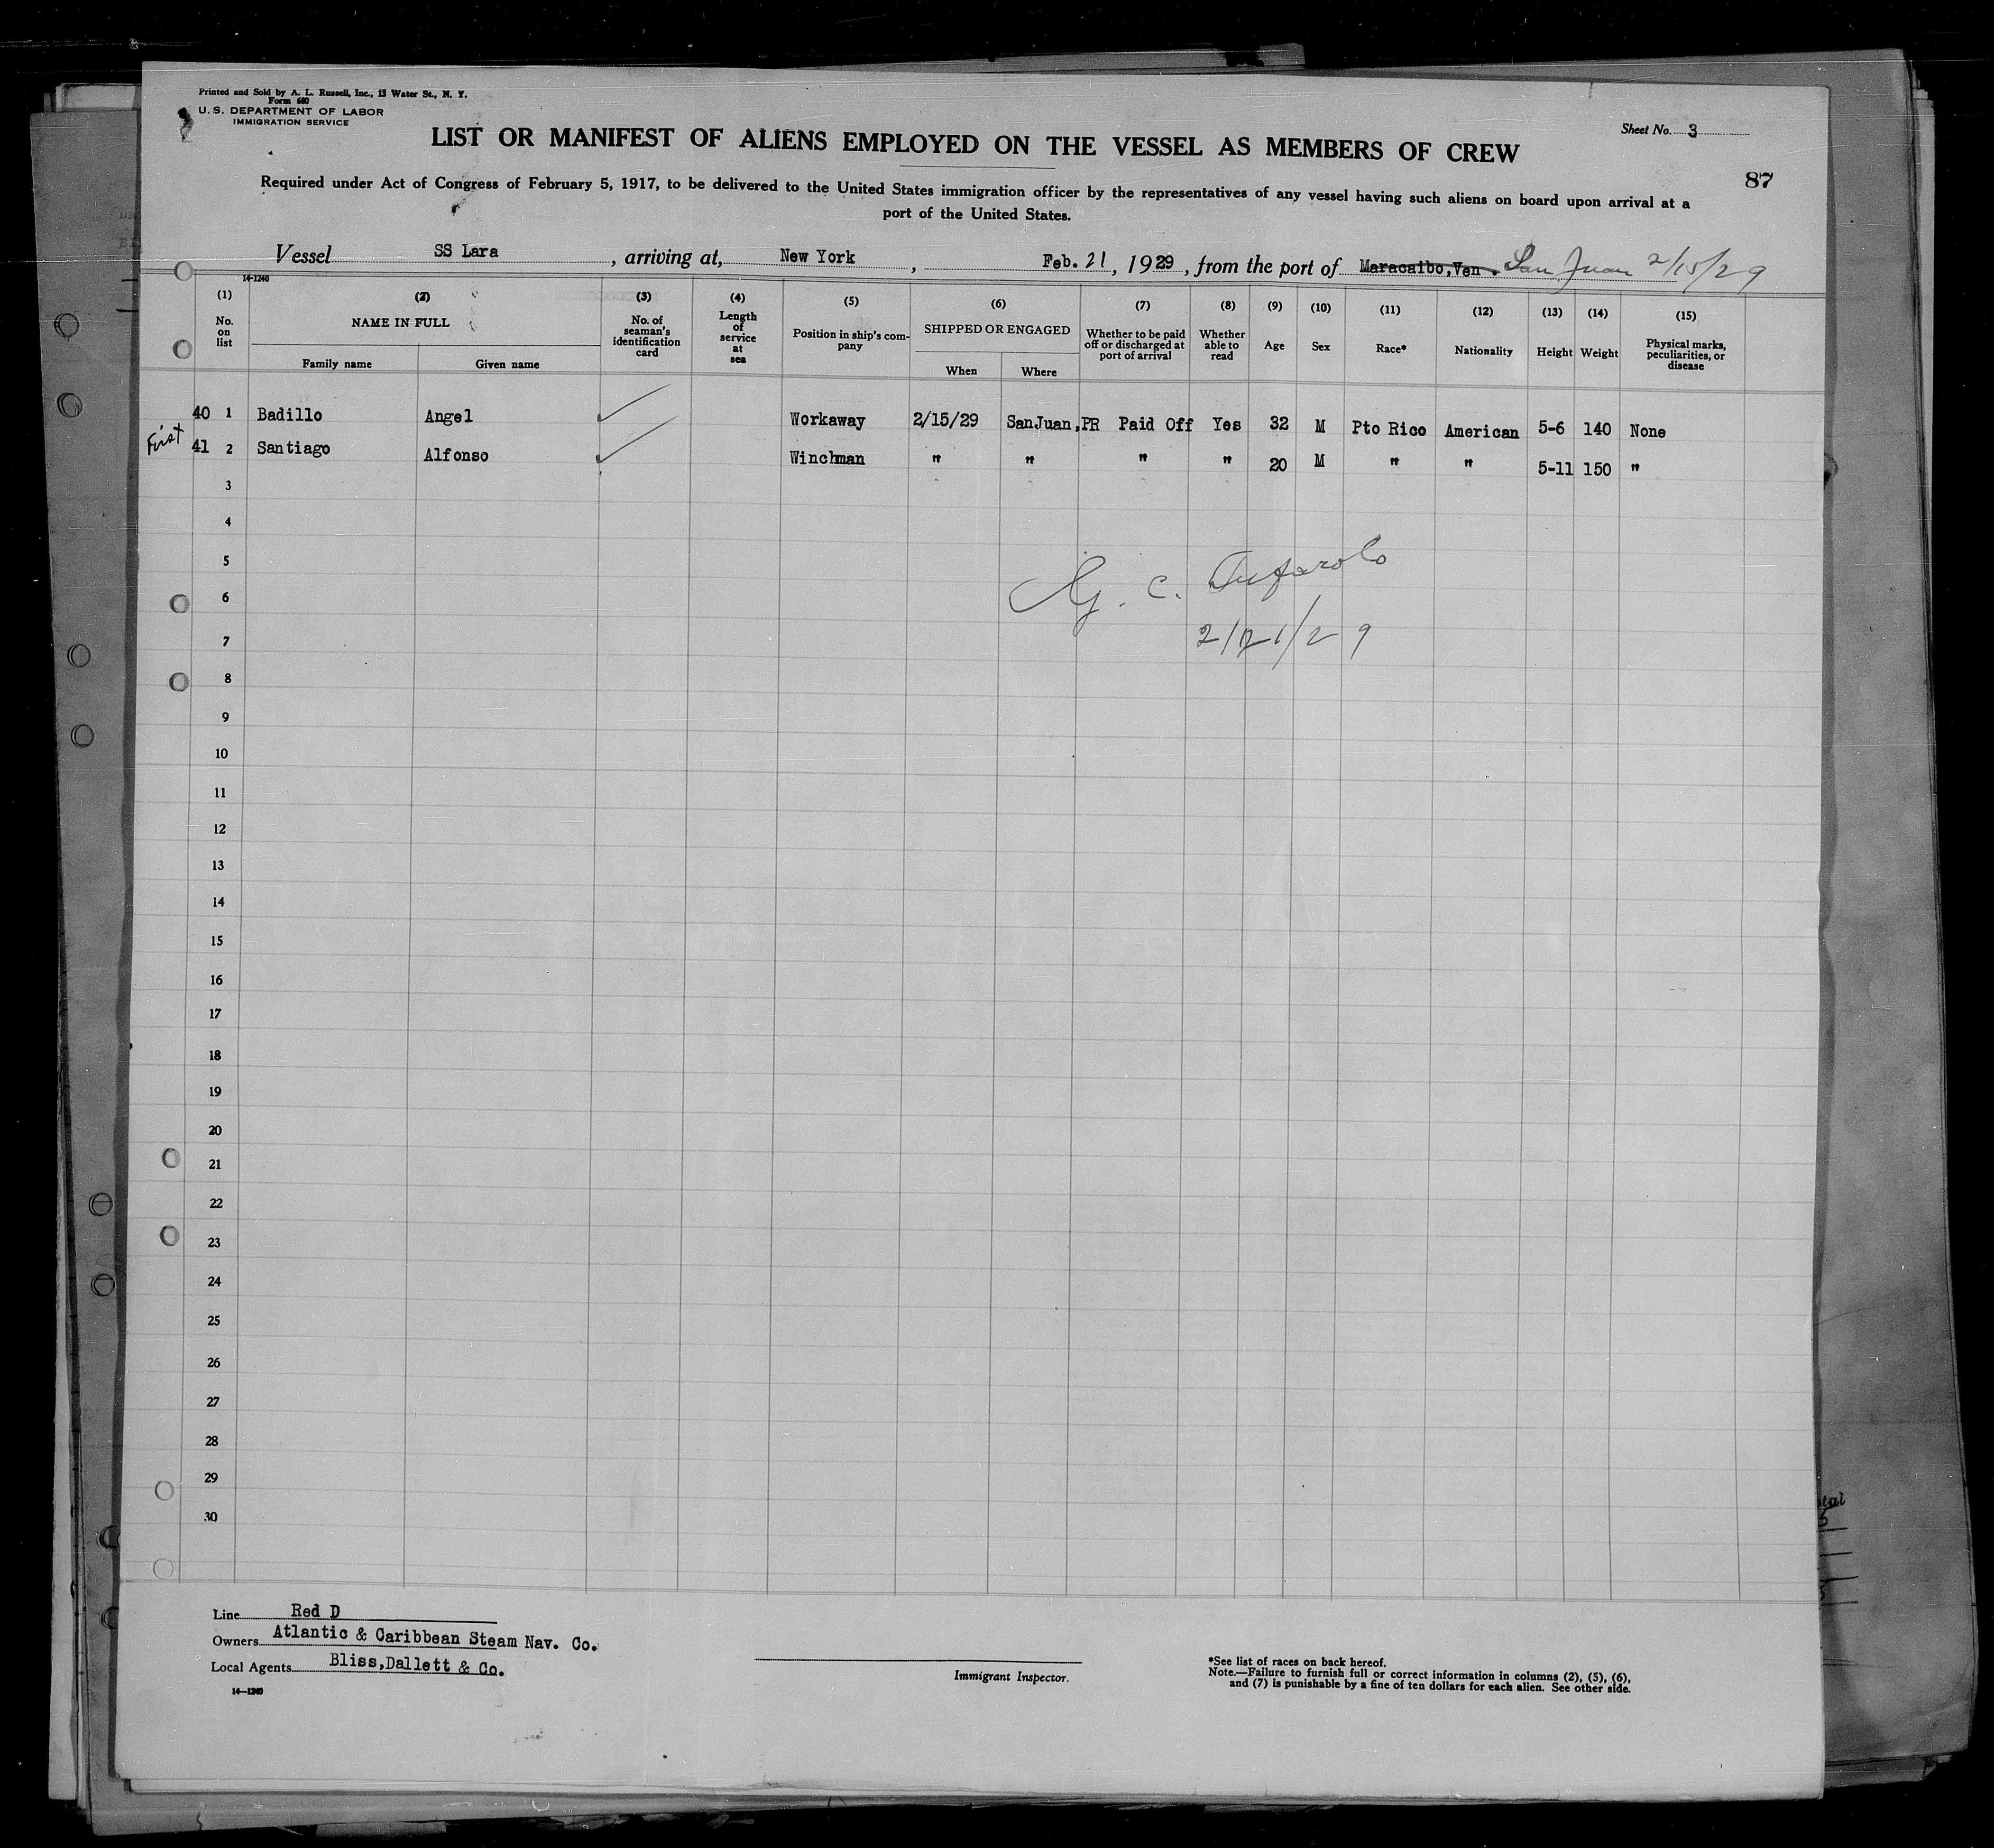 Printed and Sold by A. L. Russell, Inc., 13 Water St., N. Y.
Form 680
U. S. DEPARTMENT OF LABOR
IMMIGRATION SERVICE
Sheet No. 3
LIST OR MANIFEST OF ALIENS EMPLOYED ON THE VESSEL AS MEMBERS OF CREW
87
Required under Act of Congress of February 5, 1917, to be delivered to the United States immigration officer by the representatives of any vessel having such aliens on board upon arrival at a
port of the United States.
Vessel SS Lara, arriving at, New York, Feb. 21, 1929, from the port of Maracaibo,Ven. San Juan 2/15/29
14-1240
(1) (2) (3) (4) (5) (6) (7) (8) (9) (10) (11) (12) (13) (14) (15)
No. on list
NAME IN FULL
Family name Given name
No. of seaman's identification card
Length of service at sea
Position in ship's company
SHIPPED OR ENGAGED
When Where
Whether to be paid off or discharged at port of arrival
Whether able to read
Age
Sex
Race*
Nationality
Height
Weight
Physical marks, peculiarities, or disease
40 1 Badillo Angel Workaway 2/15/29 SanJuan,PR Paid Off Yes 32 M Pto Rico American 5-6 140 None
First 41 2 Santiago Alfonso Winchman " " " " 20 M " " 5-11 150 "
3
4
5
6
G. C.
7
2/21/29
8
9
10
11
12
13
14
15
16
17
18
19
20
21
22
23
24
25
26
27
28
29
30
Line Red D
Owners Atlantic & Caribbean Steam Nav. Co.
Local Agents Bliss,Dallett & Co.
14-1240
Immigrant Inspector.
*See list of races on back hereof.
Note.—Failure to furnish full or correct information in columns (2), (5), (6),
and (7) is punishable by a fine of ten dollars for each alien. See other side.